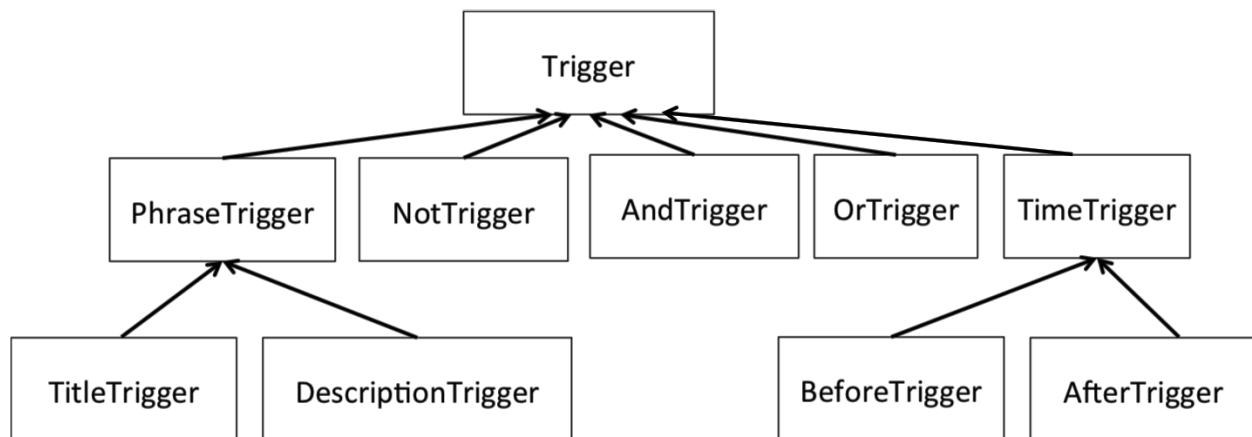 Trigger
PhraseTrigger
NotTrigger
AndTrigger
OrTrigger
TimeTrigger
TitleTrigger
DescriptionTrigger
BeforeTrigger
AfterTrigger